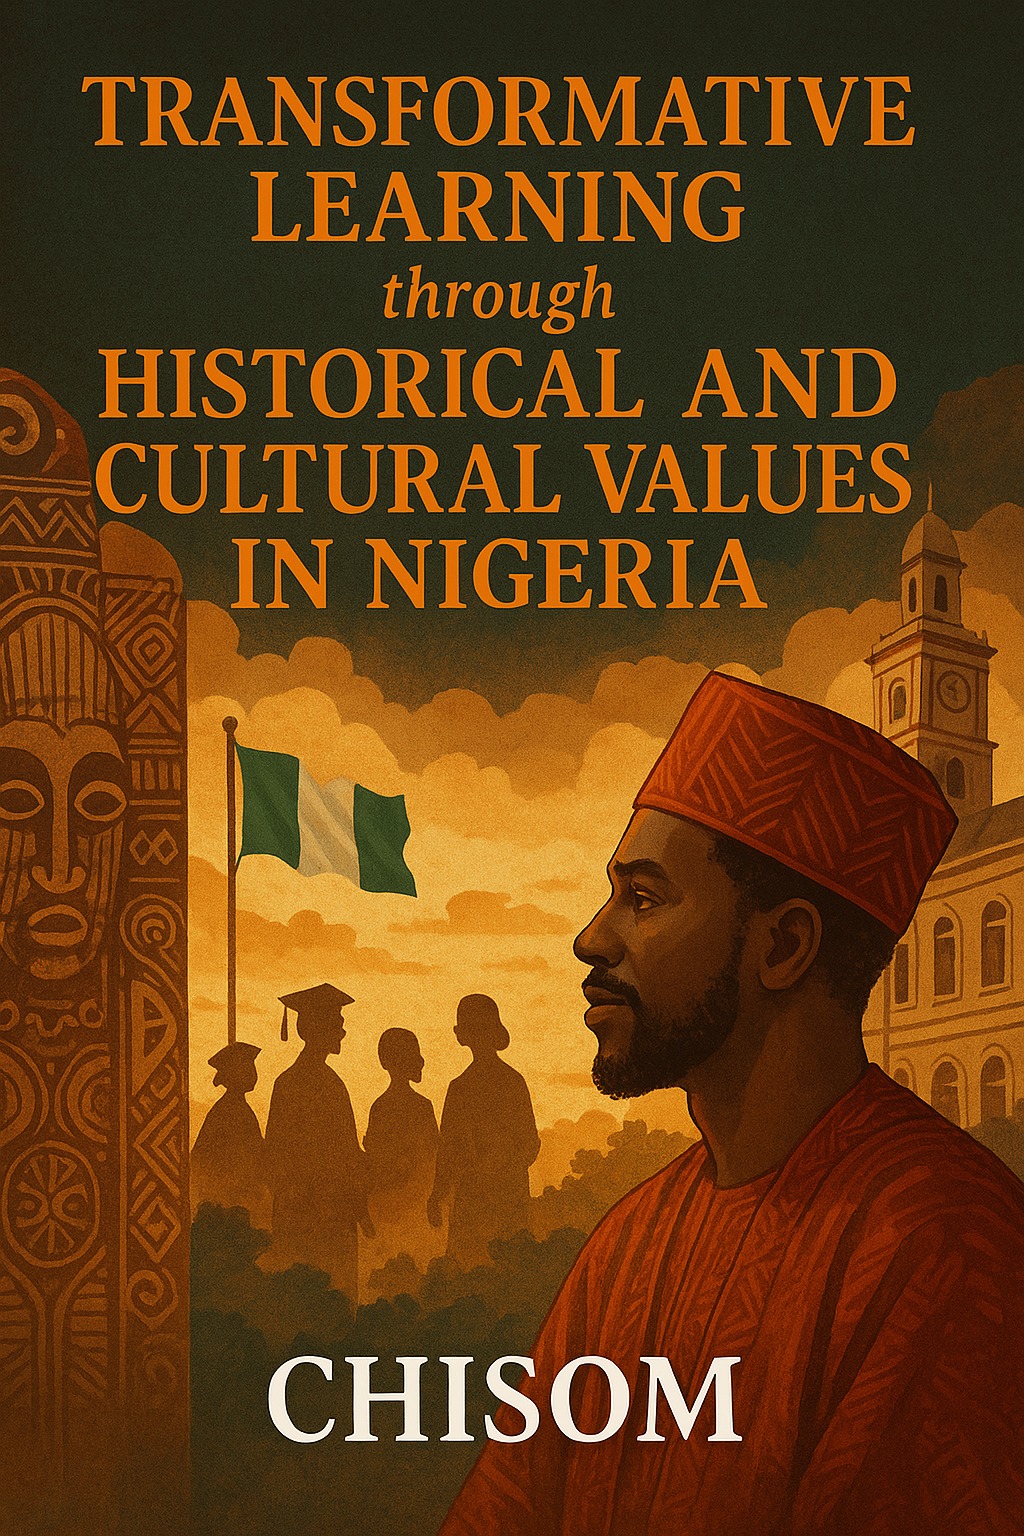 TRANSFORMATIVE
LEARNING
through
HISTORICAL AND
CULTURAL VALUES
IN NIGERIA
CHISOM